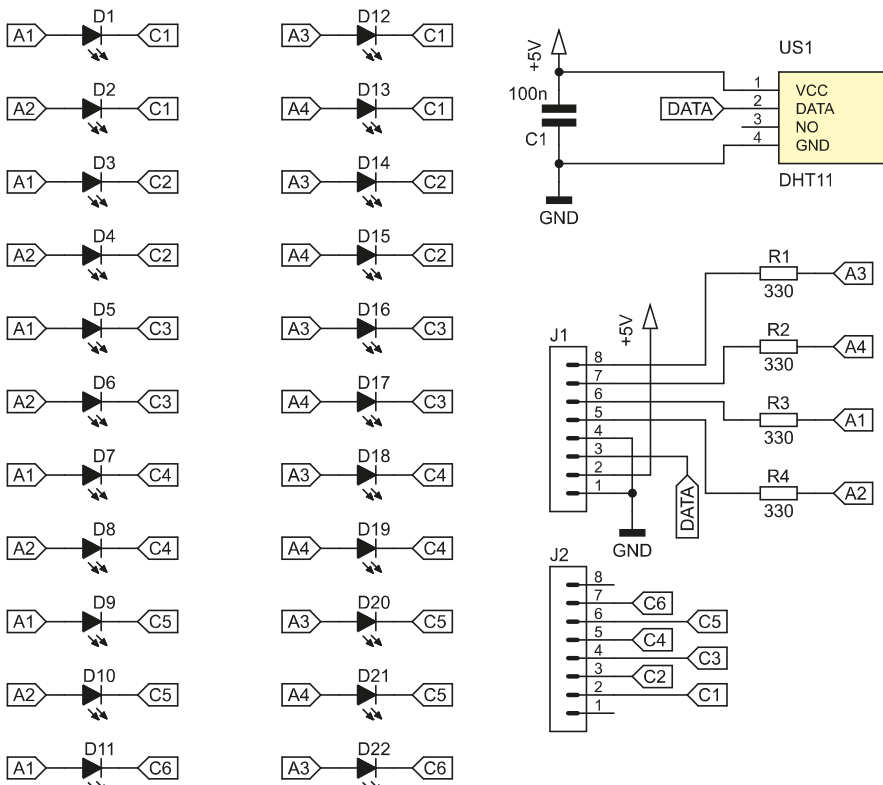 D1
A1 C1
D2
A2 C1
D3
A1 C2
D4
A2 C2
D5
A1 C3
D6
A2 C3
D7
A1 C4
D8
A2 C4
D9
A1 C5
D10
A2 C5
D11
A1 C6
D12
A3 C1
D13
A4 C1
D14
A3 C2
D15
A4 C2
D16
A3 C3
D17
A4 C3
D18
A3 C4
D19
A4 C4
D20
A3 C5
D21
A4 C5
D22
A3 C6
+5V
100n
C1
GND
US1
DATA
1 VCC
2 DATA
3 NO
4 GND
DHT11
J1
+5V
8
7
6
5
4
3
2
1
DATA
GND
R1
330
A3
R2
330
A4
R3
330
A1
R4
330
A2
J2
8
7 C6
6 C5
5 C4
4 C3
3 C2
2 C1
1